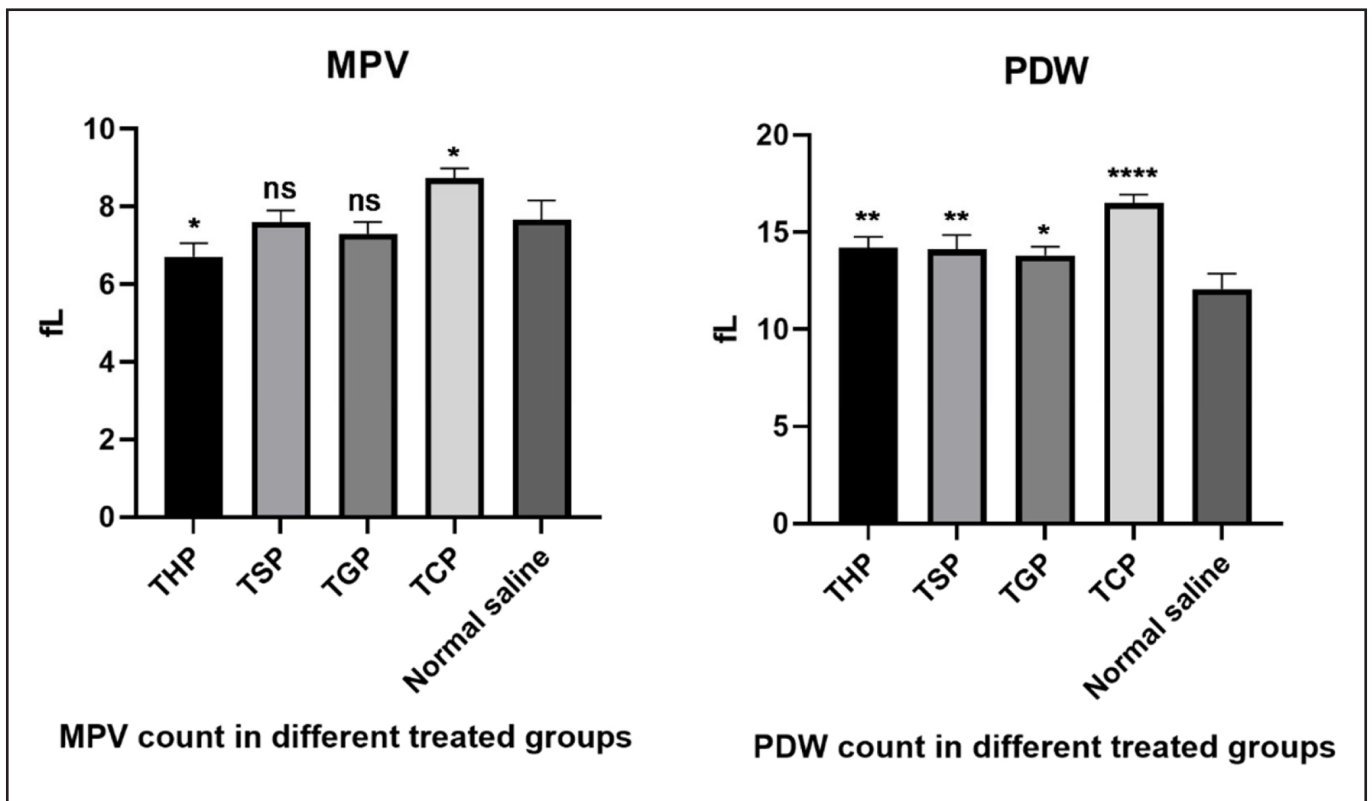 MPV
10
8
6
4
2
0
fL
*
ns
ns
*
THP
TSP
TGP
TCP
Normal saline
MPV count in different treated groups
PDW
20
15
10
5
0
fL
**
**
*
****
THP
TSP
TGP
TCP
Normal saline
PDW count in different treated groups